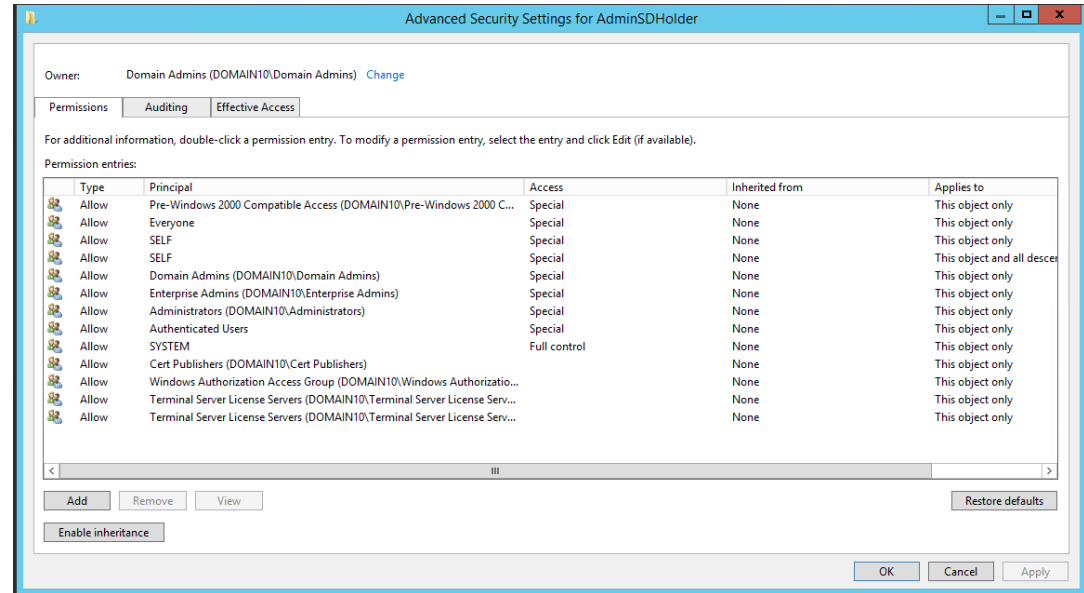 Advanced Security Settings for AdminSDHolder
Owner: Domain Admins (DOMAIN10\Domain Admins) Change
Permissions Auditing Effective Access
For additional information, double-click a permission entry. To modify a permission entry, select the entry and click Edit (if available).
Permission entries:
Type Principal Access Inherited from Applies to
Allow Pre-Windows 2000 Compatible Access (DOMAIN10\Pre-Windows 2000 C... Special None This object only
Allow Everyone Special None This object only
Allow SELF Special None This object only
Allow SELF Special None This object and all descer
Allow Domain Admins (DOMAIN10\Domain Admins) Special None This object only
Allow Enterprise Admins (DOMAIN10\Enterprise Admins) Special None This object only
Allow Administrators (DOMAIN10\Administrators) Special None This object only
Allow Authenticated Users Special None This object only
Allow SYSTEM Full control None This object only
Allow Cert Publishers (DOMAIN10\Cert Publishers) None This object only
Allow Windows Authorization Access Group (DOMAIN10\Windows Authorizatio... None This object only
Allow Terminal Server License Servers (DOMAIN10\Terminal Server License Serv... None This object only
Allow Terminal Server License Servers (DOMAIN10\Terminal Server License Serv... None This object only
Add Remove View Restore defaults
Enable inheritance
OK Cancel Apply